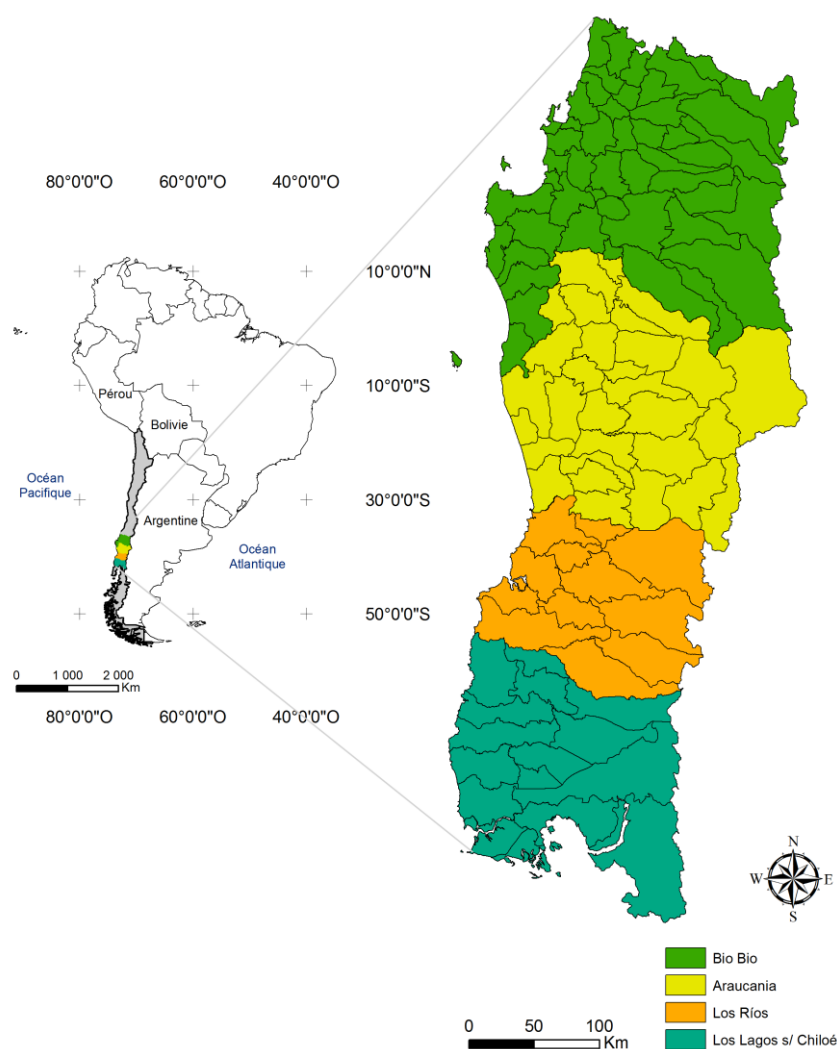 80°0'0"O 60°0'0"O 40°0'0"O
10°0'0"N
10°0'0"S
Pérou
Bolivie
Océan
Pacifique
30°0'0"S
Argentine
Océan
Atlantique
50°0'0"S
0 1 000 2 000
Km
80°0'0"O 60°0'0"O 40°0'0"O
N
W E
S
Bio Bio
Araucania
Los Ríos
Los Lagos s/ Chiloé
0 50 100
Km